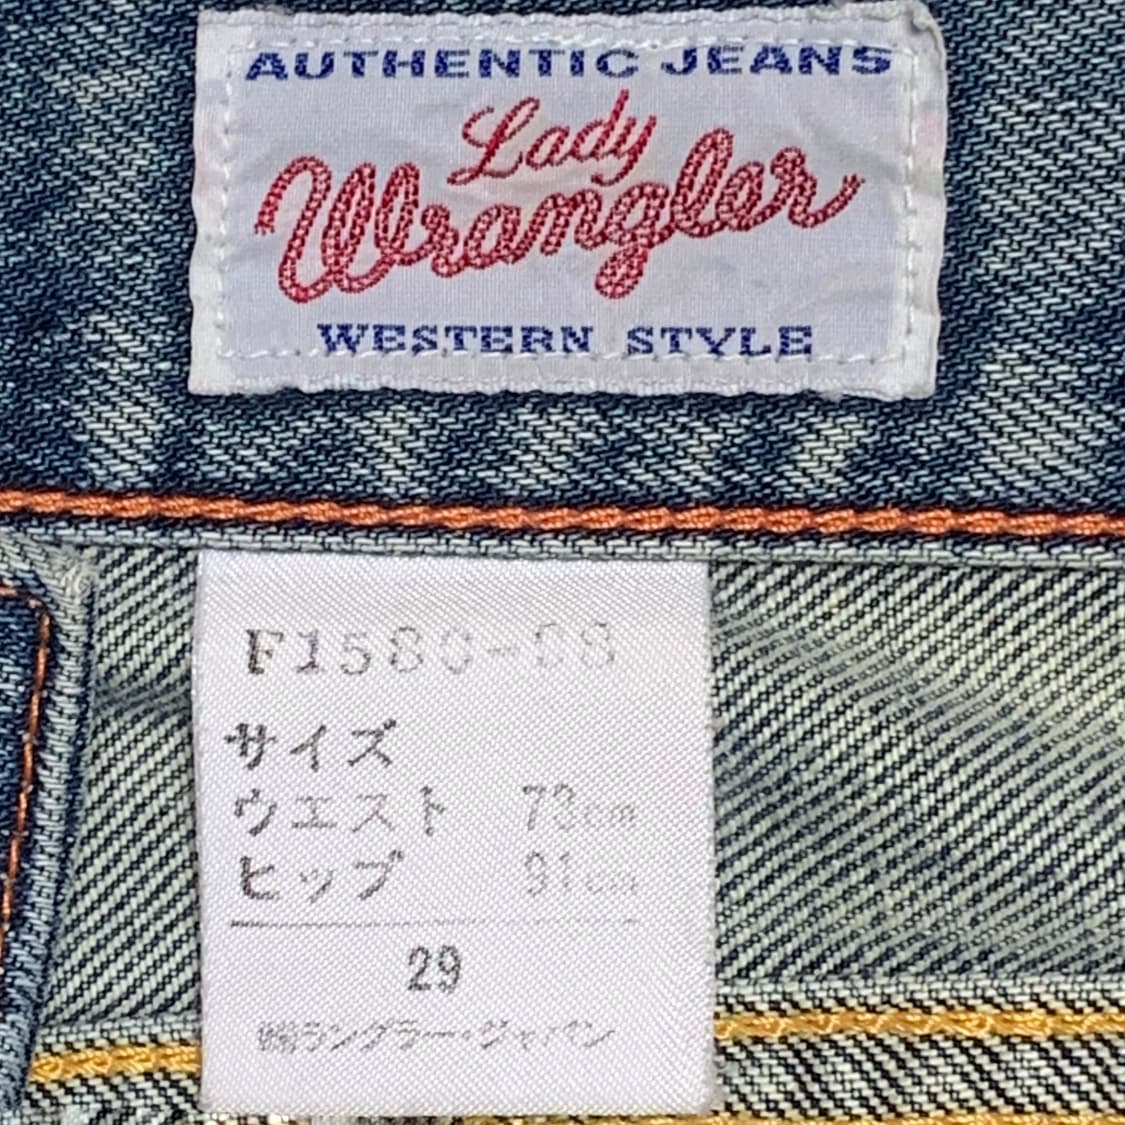 AUTHENTIC JEANS
Lady
Wrangler
WESTERN STYLE
サイズ
ウエスト 73cm
ヒップ 91cm
29
㈱ラングラー・ジャパン